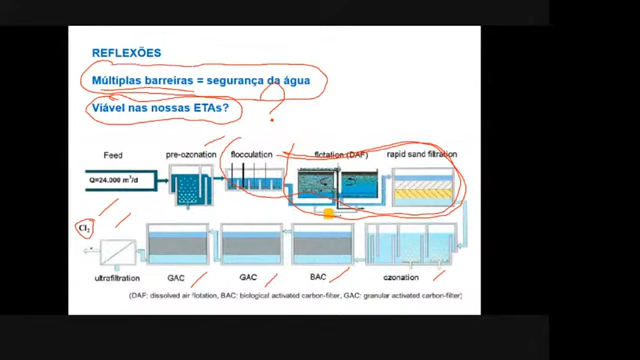 REFLEXÕES
Múltiplas barreiras = segurança da água
?
Viável nas nossas ETAs?
Feed
pre-ozonation
flocculation
flotation (DAF)
rapid sand filtration
Q=24.000 m³/d
Cl₂
ultrafiltration
GAC
GAC
BAC
ozonation
(DAF: dissolved air flotation, BAC: biological activated carbon-filter, GAC: granular activated carbon-filter)